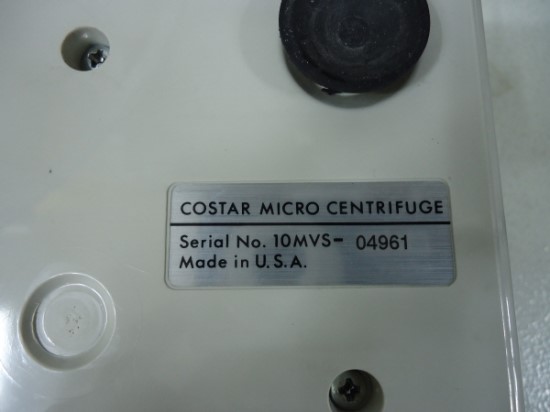 COSTAR MICRO CENTRIFUGE
Serial No. 10MVS- 04961
Made in U.S.A.